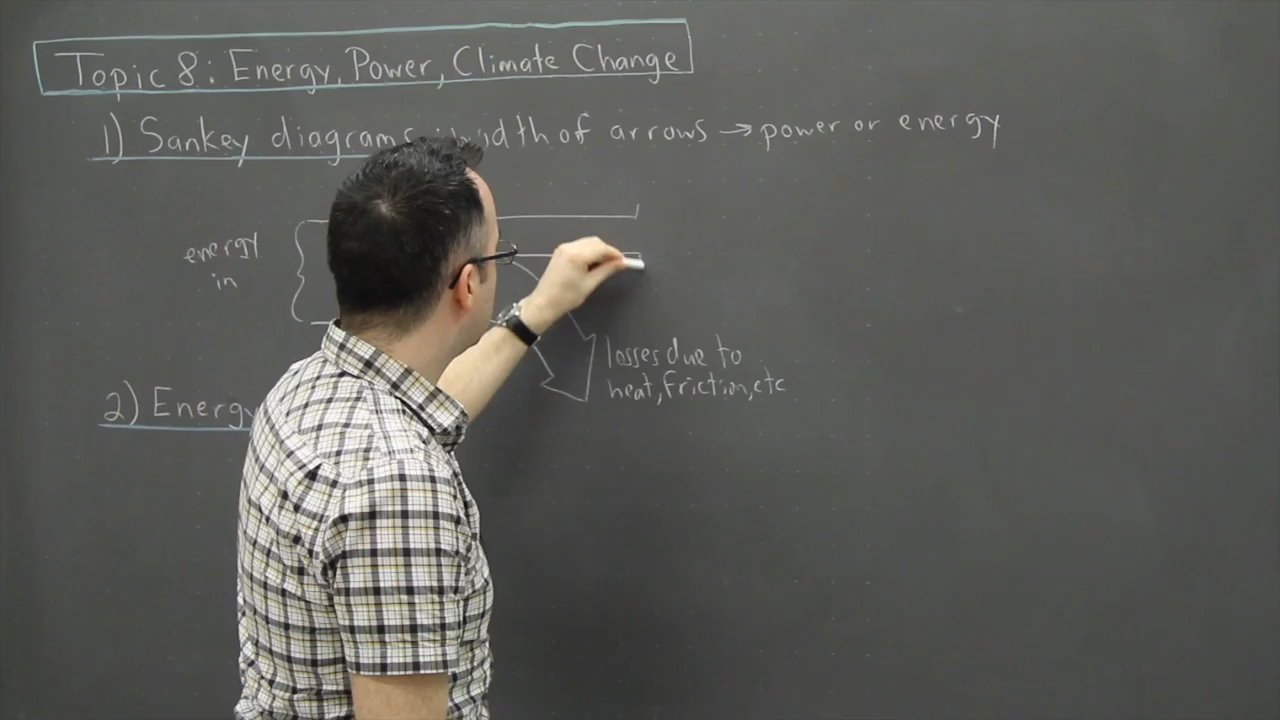 Topic 8: Energy, Power, Climate Change
1) Sankey diagrams: width of arrows → power or energy
energy
in
losses due to
heat, friction, etc
2) Energy